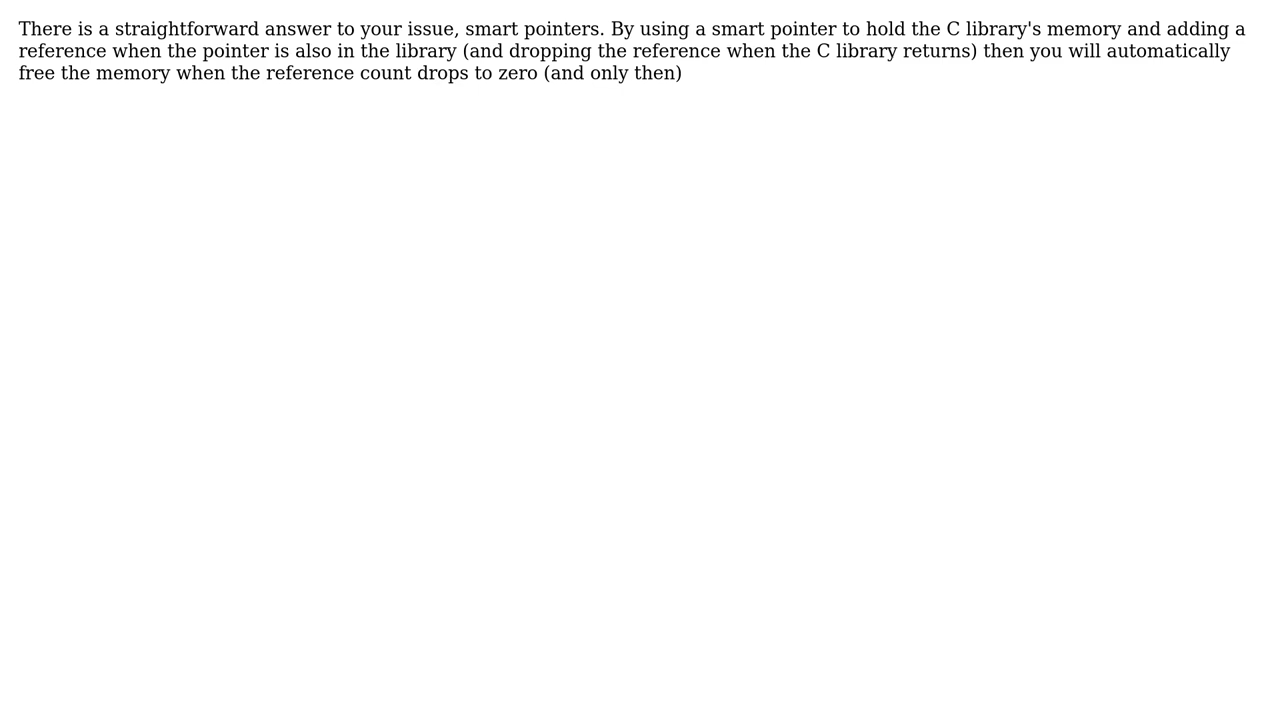 There is a straightforward answer to your issue, smart pointers. By using a smart pointer to hold the C library's memory and adding a
reference when the pointer is also in the library (and dropping the reference when the C library returns) then you will automatically
free the memory when the reference count drops to zero (and only then)